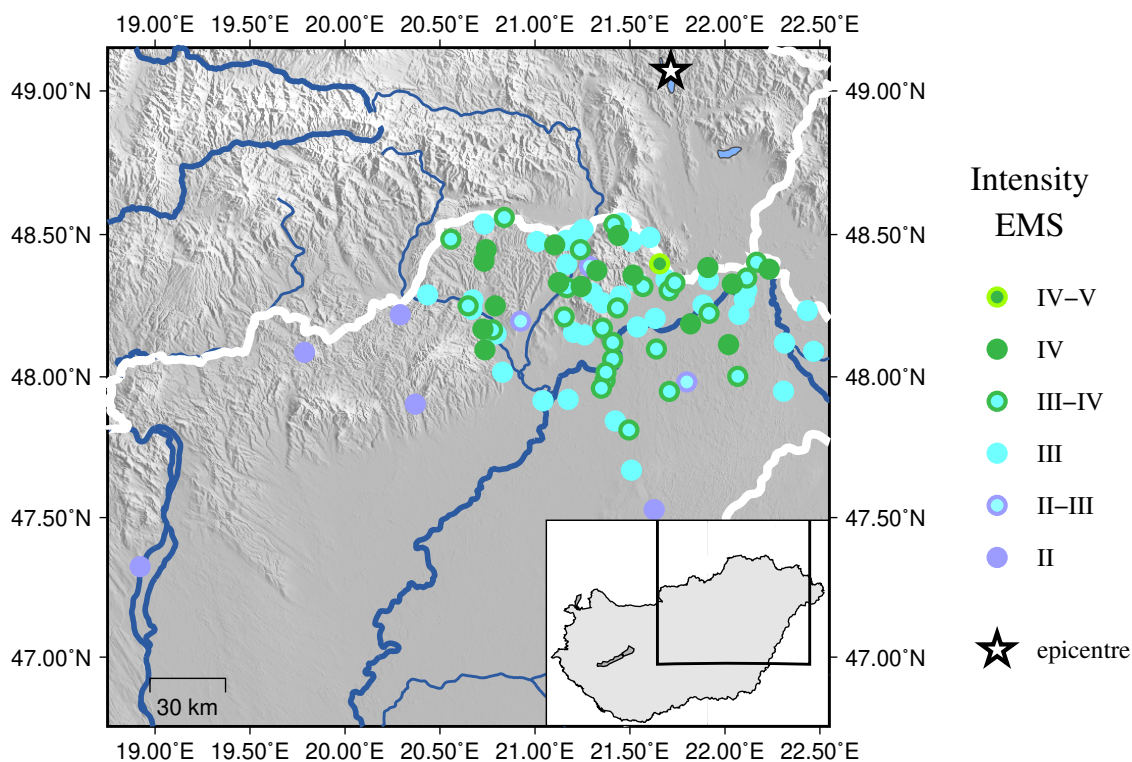 19.00˚E 19.50˚E 20.00˚E 20.50˚E 21.00˚E 21.50˚E 22.00˚E 22.50˚E
49.00˚N 49.00˚N
48.50˚N 48.50˚N
48.00˚N 48.00˚N
47.50˚N 47.50˚N
47.00˚N 47.00˚N
30 km
19.00˚E 19.50˚E 20.00˚E 20.50˚E 21.00˚E 21.50˚E 22.00˚E 22.50˚E
Intensity
EMS
IV−V
IV
III−IV
III
II−III
II
epicentre